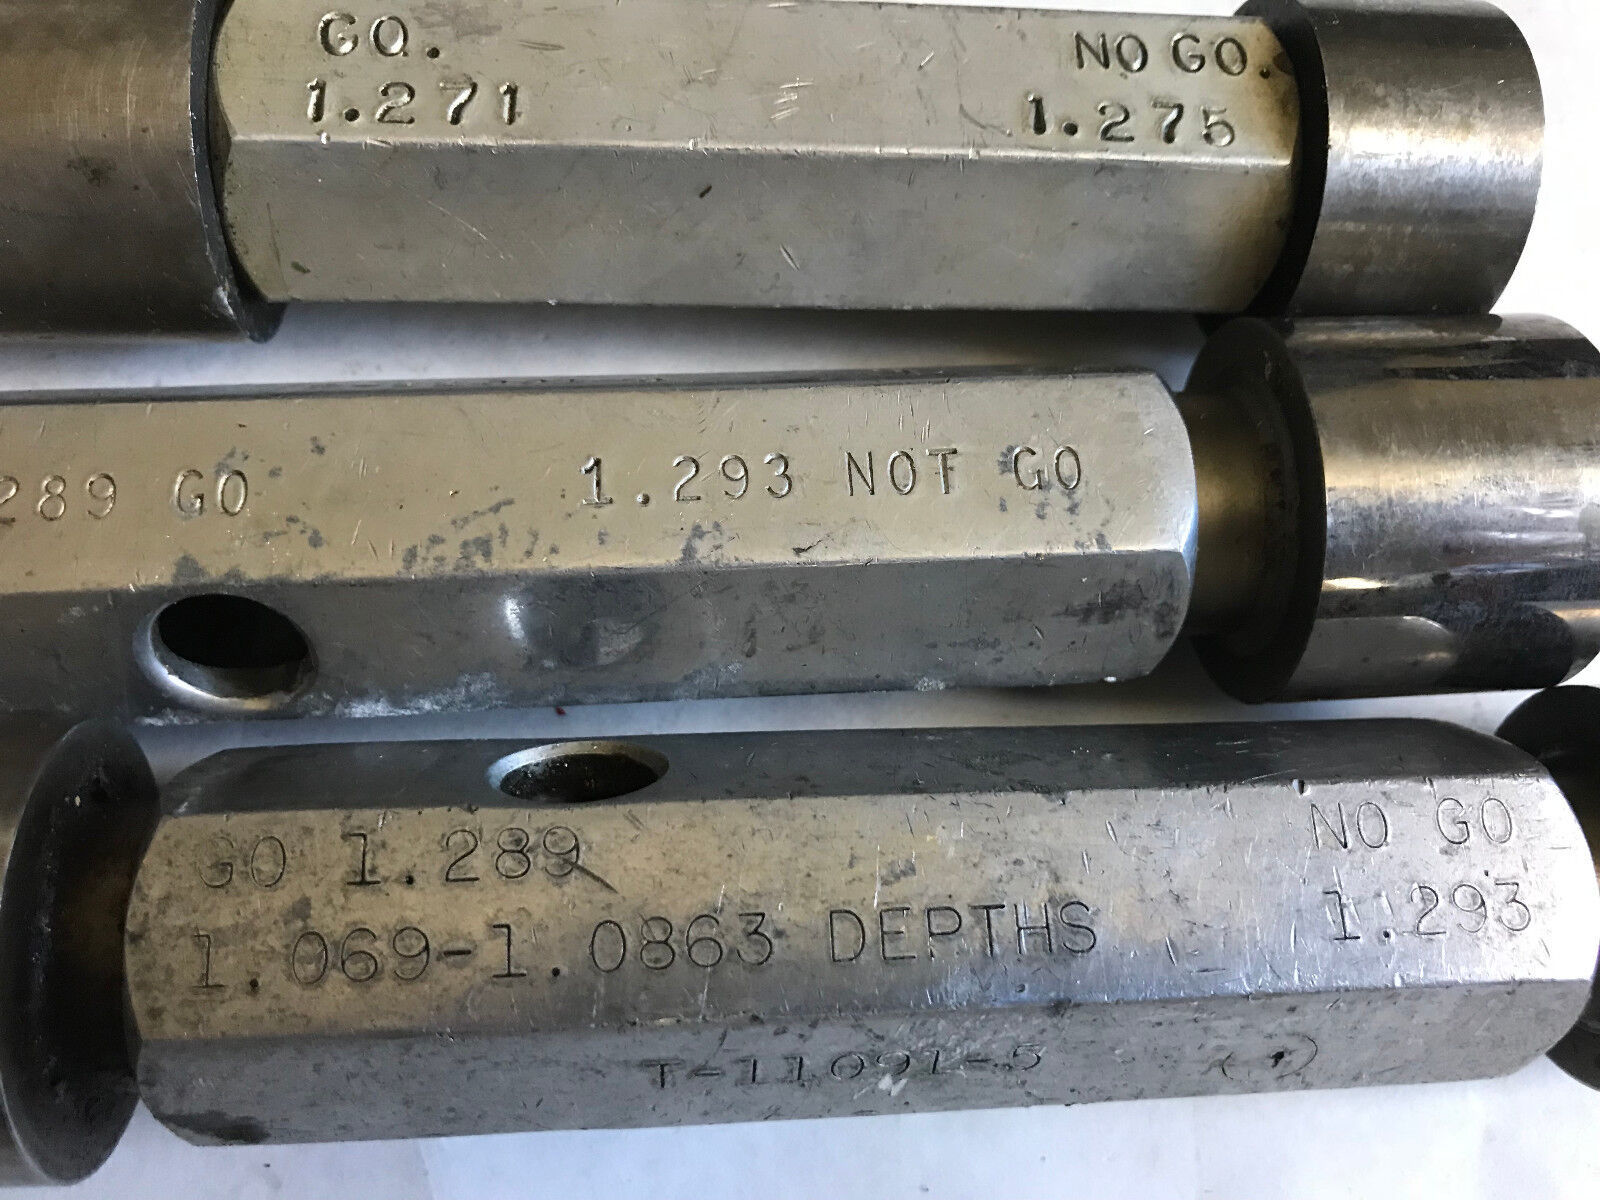 GO. NO GO.
1.271 1.275
289 GO 1.293 NOT GO
GO 1.289 NO GO
1.069-1.0863 DEPTHS 1.293
T-11091-5